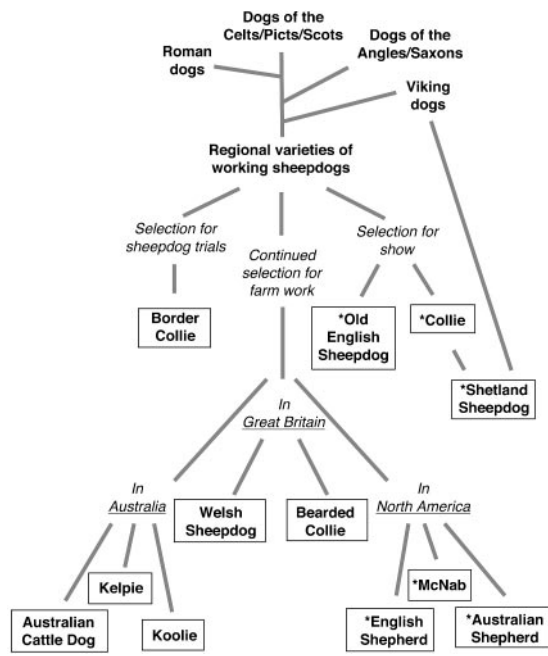 Dogs of the
Celts/Picts/Scots
Roman
dogs
Dogs of the
Angles/Saxons
Viking
dogs
Regional varieties of
working sheepdogs
Selection for
sheepdog trials
Continued
selection for
farm work
Selection for
show
Border
Collie
*Old
English
Sheepdog
*Collie
*Shetland
Sheepdog
In
Great Britain
In
Australia
Welsh
Sheepdog
Bearded
Collie
In
North America
Kelpie
Australian
Cattle Dog
Koolie
*McNab
*English
Shepherd
*Australian
Shepherd